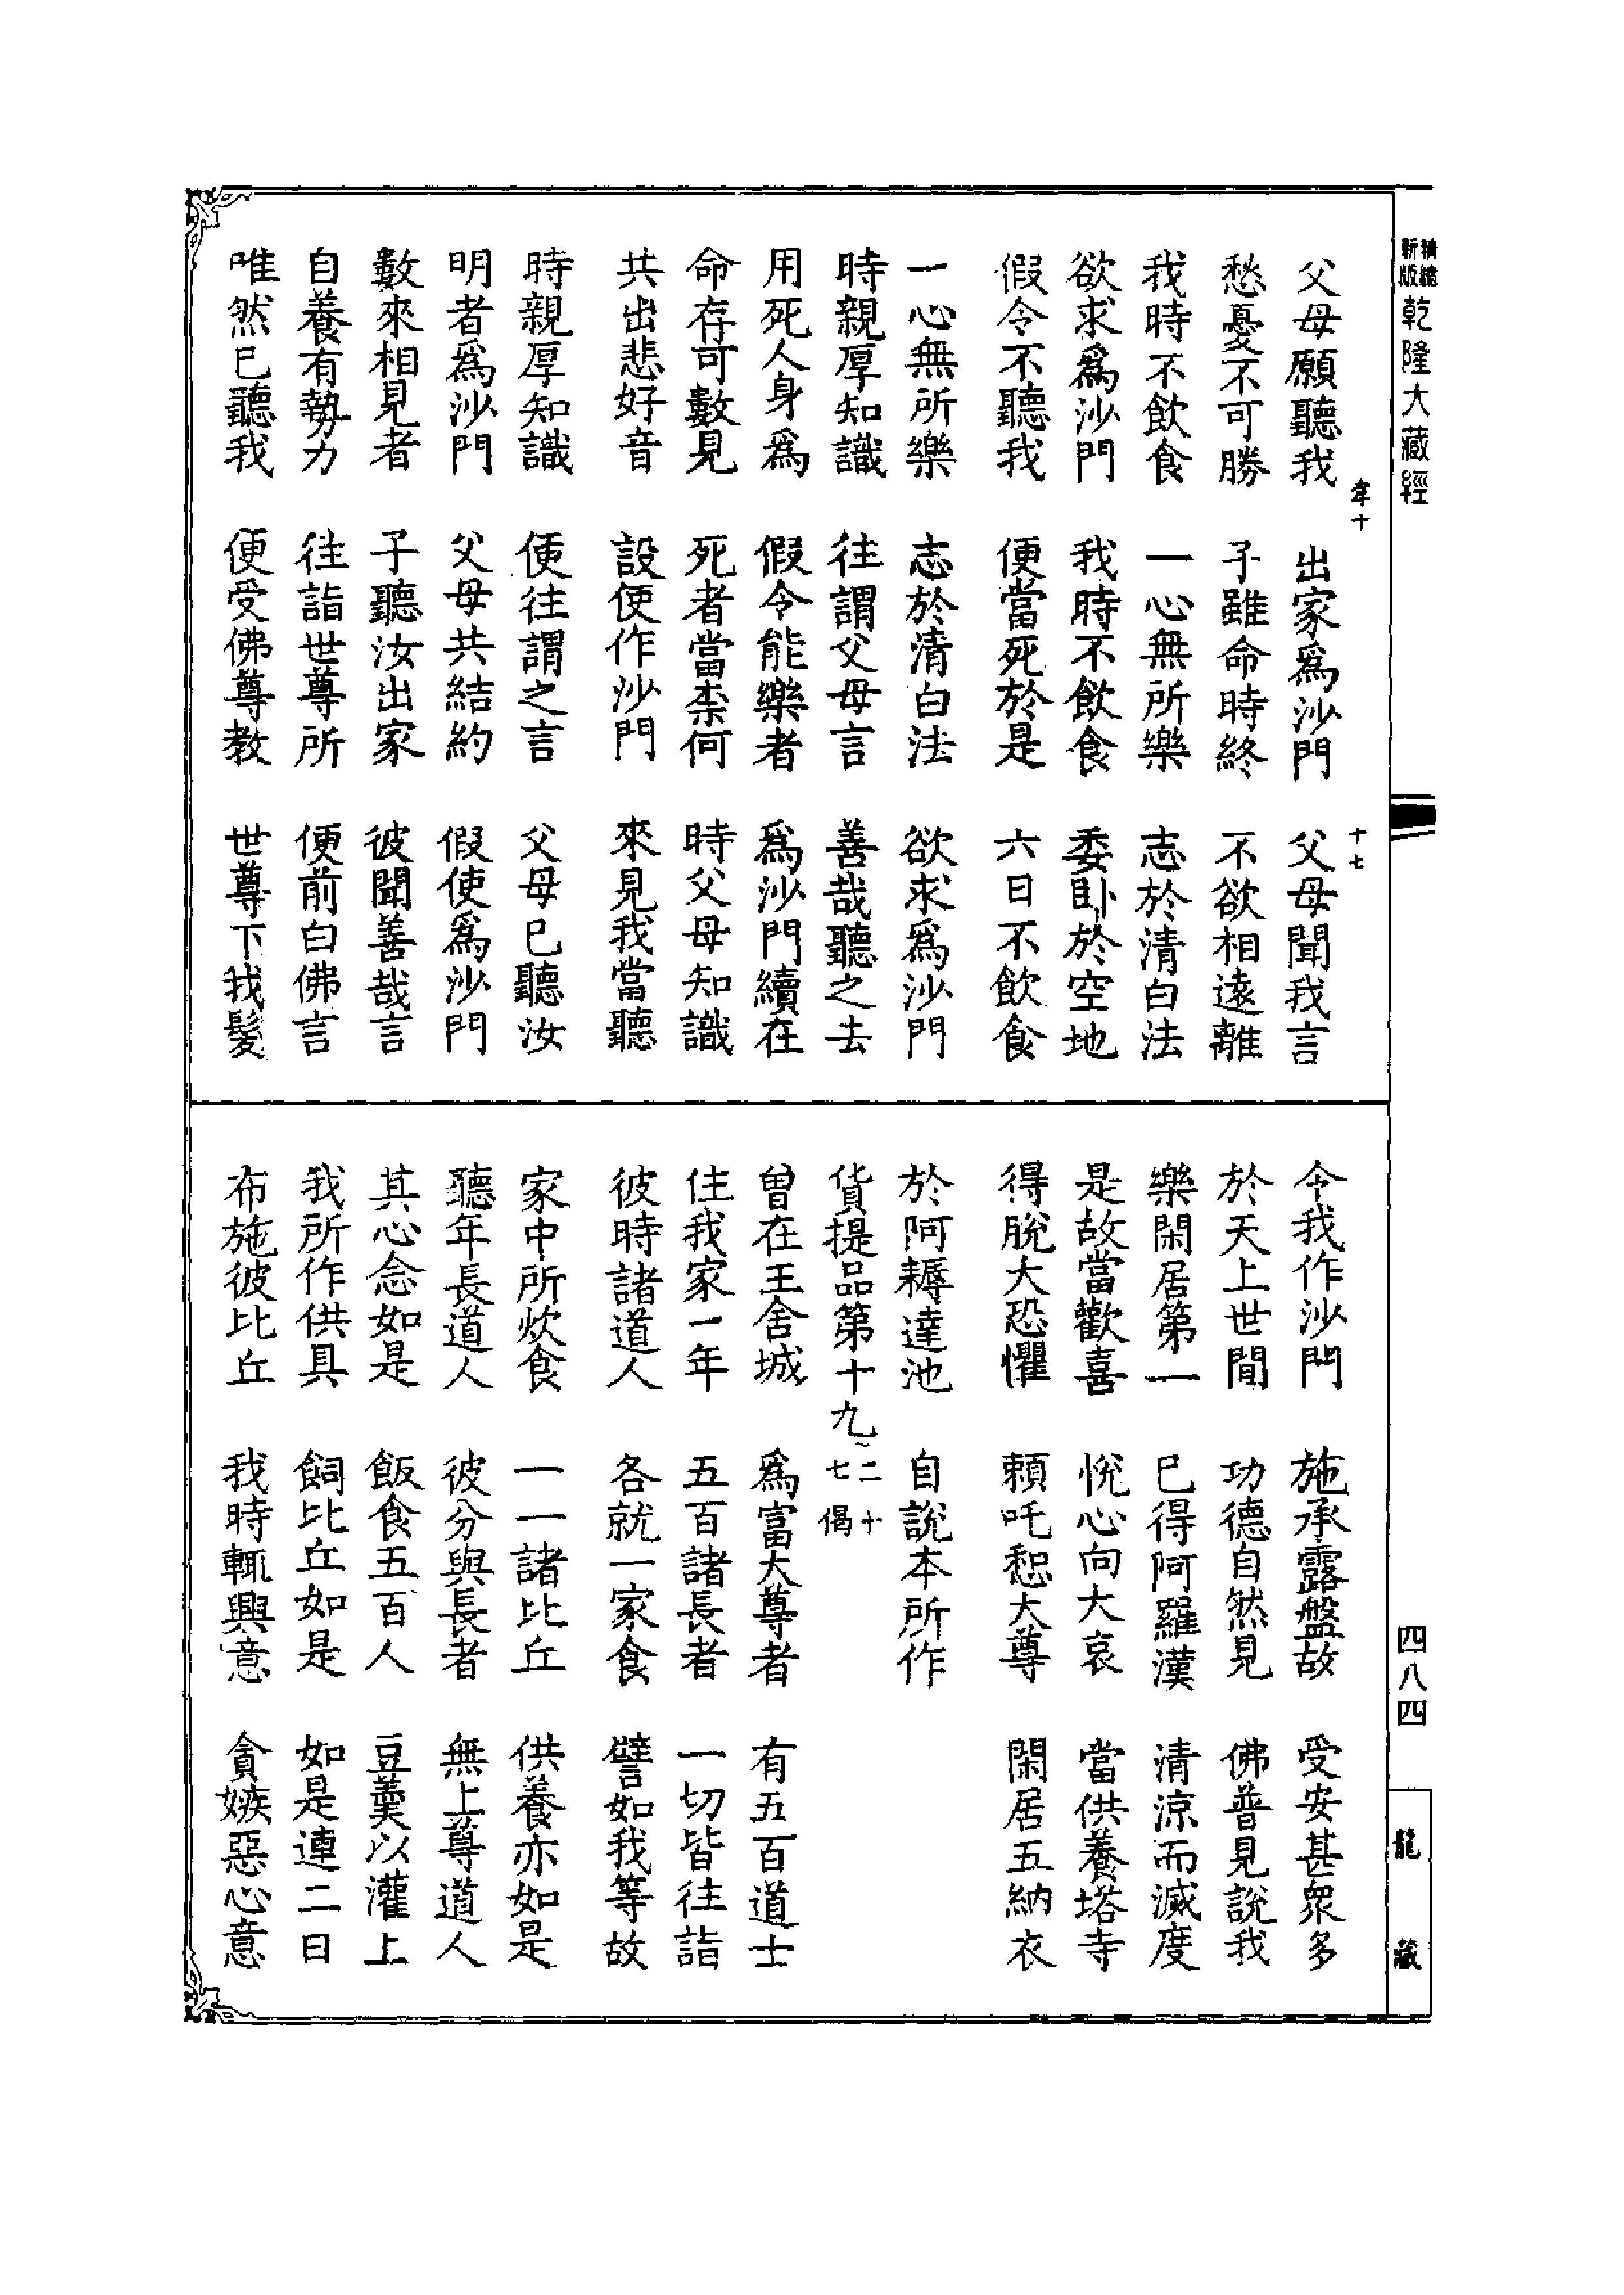 精縮新版 乾隆大藏經
十七
父母願聽我 出家爲沙門 父母聞我言
愁憂不可勝 子雖命時終 不欲相遠離
我時不飲食 一心無所樂 志於清白法
欲求爲沙門 我時不飲食 委臥於空地
假令不聽我 便當死於是 六日不飲食
一心無所樂 志於清白法 欲求爲沙門
時親厚知識 往謂父母言 善哉聽之去
用死人身爲 假令能樂者 爲沙門續在
命存可數見 死者當柰何 時父母知識
共出悲好音 設使作沙門 來見我當聽
時親厚知識 使往謂之言 父母已聽汝
明者爲沙門 父母共結約 假使爲沙門
數來相見者 子聽汝出家 彼聞善哉言
自養有勢力 往詣世尊所 便前白佛言
唯然已聽我 便受佛尊教 世尊下我髮
令我作沙門 施承露盤故 受安甚衆多
於天上世間 功德自然見 佛普見說我
樂閑居第一 已得阿羅漢 清涼而滅度
是故當歡喜 悅心向大哀 當供養塔寺
得脫大恐懼 賴吒惒大尊 閑居五納衣
於阿耨達池 自說本所作
貨提品第十九 二十七偈
曾在王舍城 爲富大尊者 有五百道士
住我家一年 五百諸長者 一切皆往詣
彼時諸道人 各就一家食 譬如我等故
家中所炊食 一一諸比丘 供養亦如是
聽年長道人 彼分與長者 無上尊道人
其心念如是 飯食五百人 豆羹以灌上
我所作供具 飼比丘如是 如是連二日
布施彼比丘 我時輒興意 貪嫉惡心意
四八四
龍藏